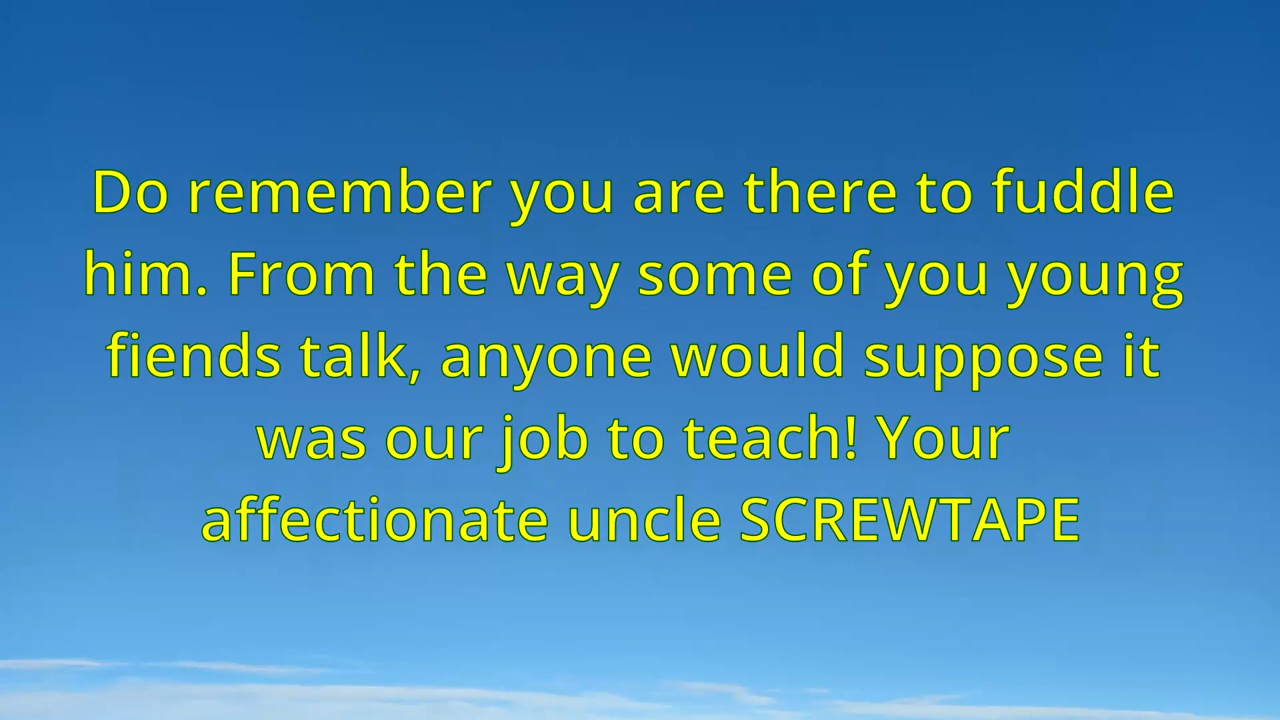 Do remember you are there to fuddle
him. From the way some of you young
fiends talk, anyone would suppose it
was our job to teach! Your
affectionate uncle SCREWTAPE